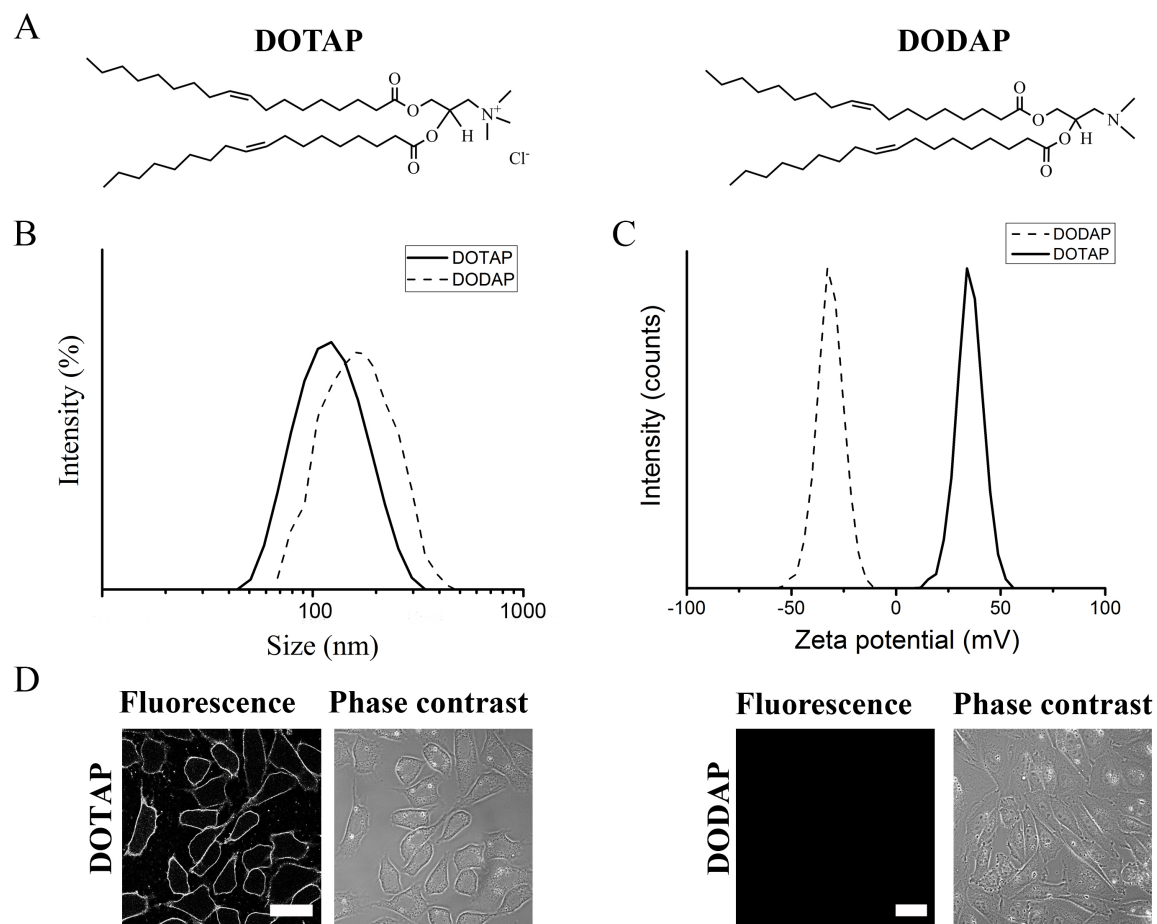 A
DOTAP
DODAP
O
O
N⁺
O
H
O
Cl⁻
O
O
N
O
H
O
B
C
DOTAP
DODAP
DODAP
DOTAP
Intensity (%)
100
1000
Size (nm)
Intensity (counts)
-100
-50
0
50
100
Zeta potential (mV)
D
Fluorescence
Phase contrast
Fluorescence
Phase contrast
DOTAP
DODAP